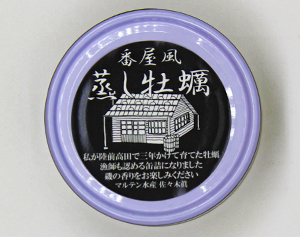 番屋風
蒸し牡蠣
私が陸前高田で三年かけて育てた牡蠣
漁師も認める缶詰になりました
磯の香りをお楽しみください
マルテン水産 佐々木眞